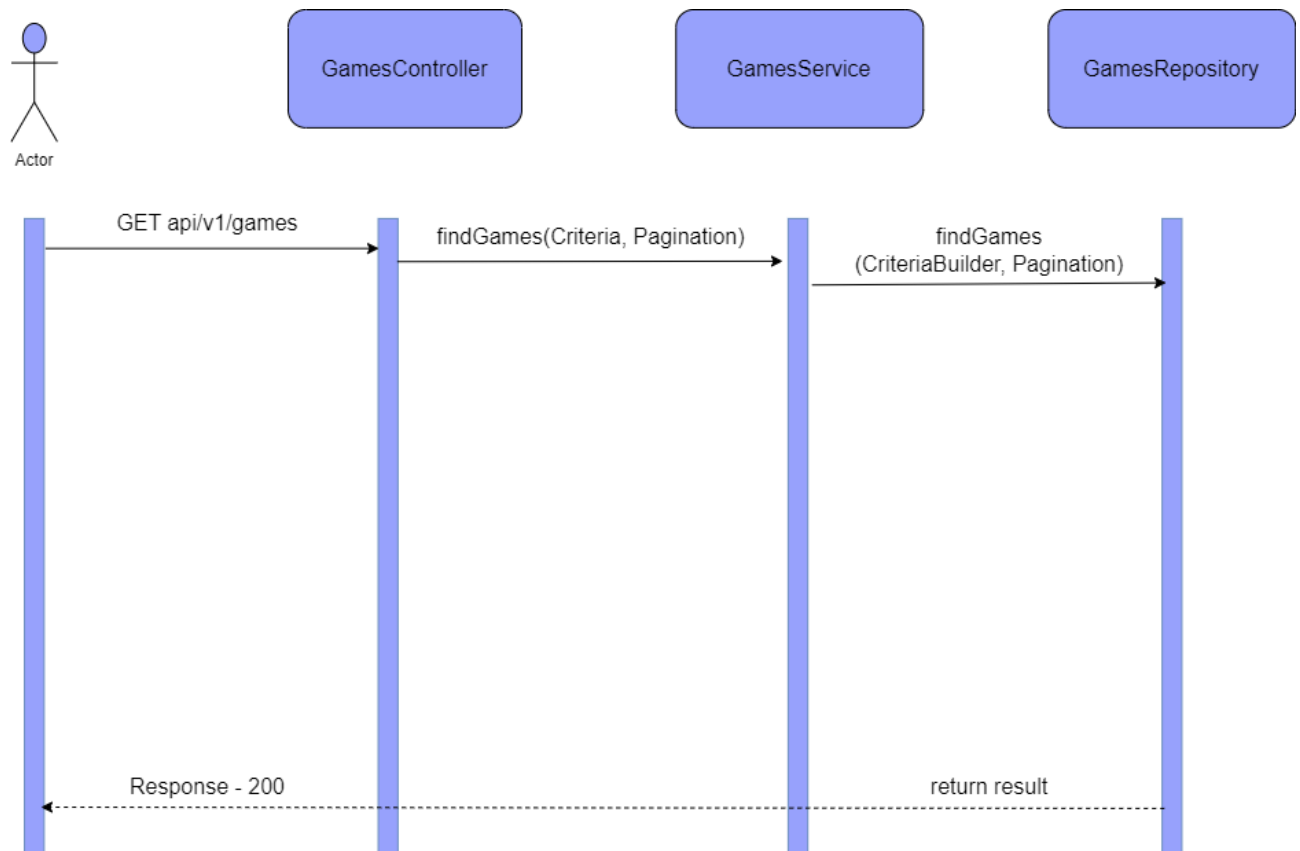 GamesController
GamesService
GamesRepository
Actor
GET api/v1/games
findGames(Criteria, Pagination)
findGames
(CriteriaBuilder, Pagination)
Response - 200
return result